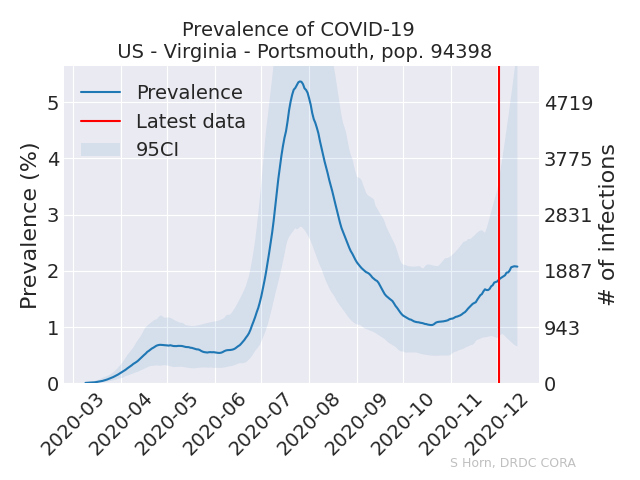 Prevalence of COVID-19
US - Virginia - Portsmouth, pop. 94398
Prevalence
Latest data
95CI
Prevalence (%)
5
4
3
2
1
0
4719
3775
2831
1887
943
0
# of infections
2020-03
2020-04
2020-05
2020-06
2020-07
2020-08
2020-09
2020-10
2020-11
2020-12
S Horn, DRDC CORA